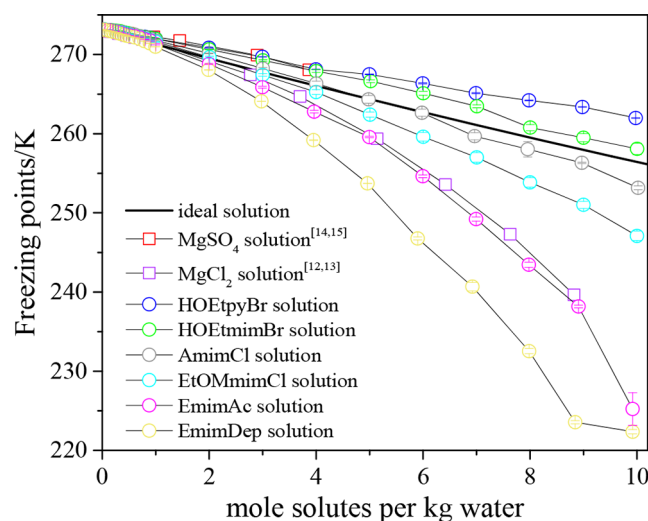 270
260
250
240
230
220
Freezing points/K
ideal solution
MgSO4 solution[14,15]
MgCl2 solution[12,13]
HOEtpyBr solution
HOEtmimBr solution
AmimCl solution
EtOMmimCl solution
EmimAc solution
EmimDep solution
0 2 4 6 8 10
mole solutes per kg water